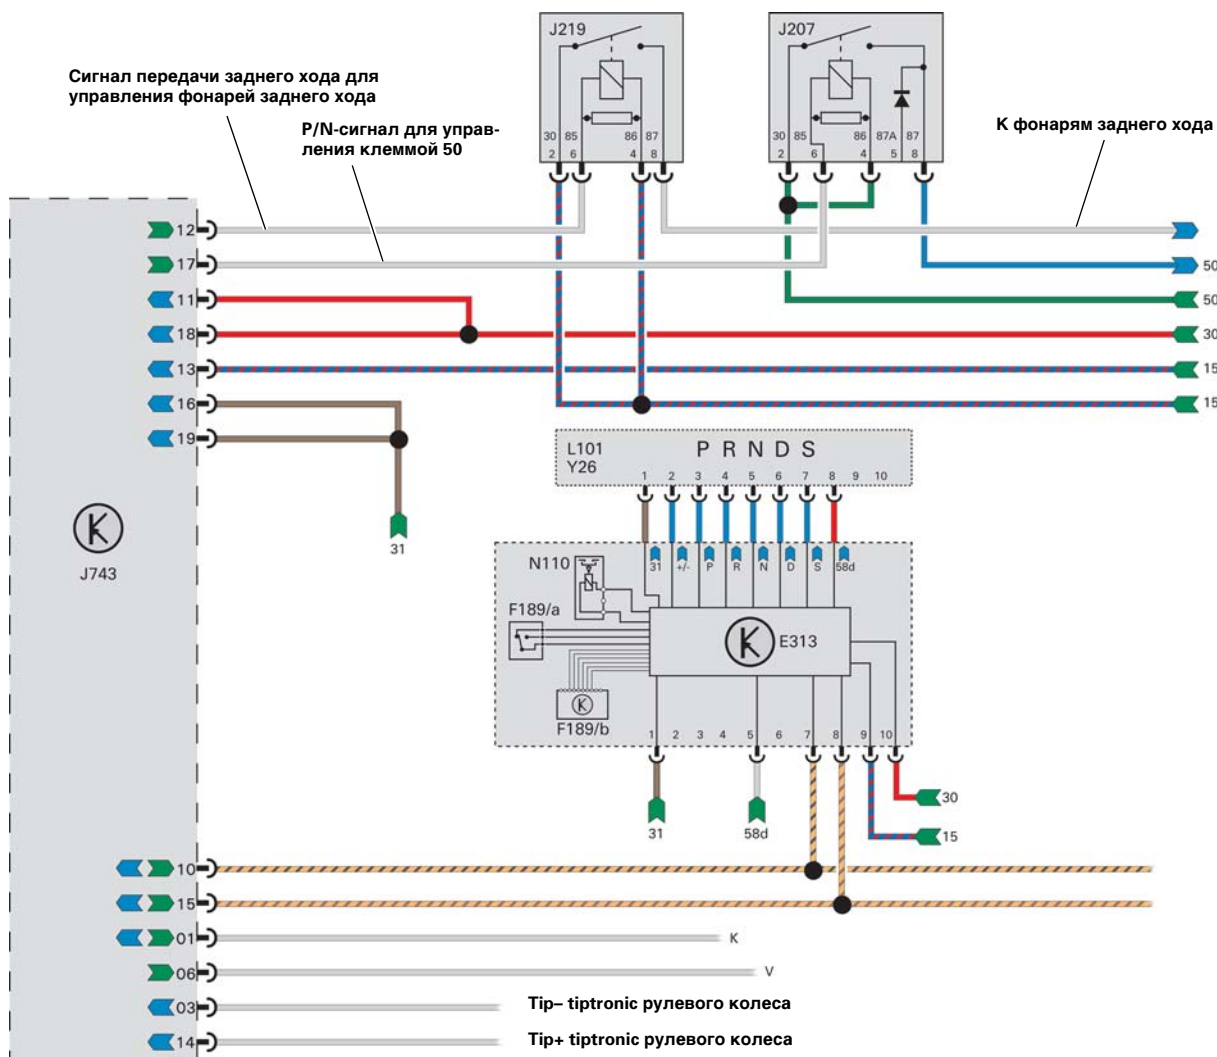 J219
J207
Сигнал передачи заднего хода для
управления фонарей заднего хода
P/N-сигнал для управ-
ления клеммой 50
К фонарям заднего хода
30 85 86 87
2 6 4 8
30 85 86 87A 87
2 6 4 5 8
12
17
50
11
50
18
30
13
15
16
15
19
L101
Y26
P R N D S
1 2 3 4 5 6 7 8 9 10
J743
31
N110
31 +/- P R N D S 58d
F189/a
E313
F189/b
1 2 3 4 5 6 7 8 9 10
30
31
58d
15
10
15
01
K
06
V
03
Tip– tiptronic рулевого колеса
14
Tip+ tiptronic рулевого колеса